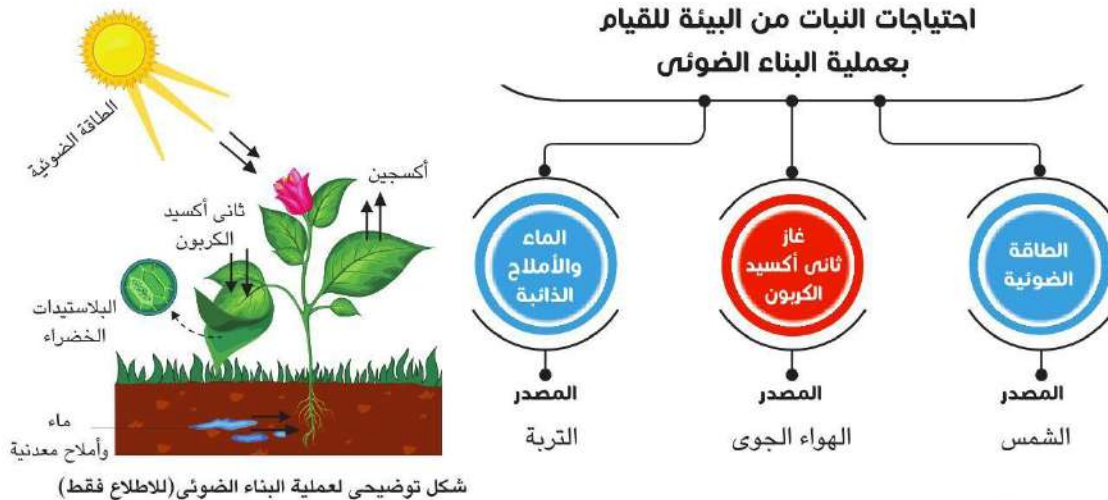 احتياجات النبات من البيئة للقيام
بعملية البناء الضوئى
الطاقة
الضوئية
المصدر
الشمس
غاز
ثانى أكسيد
الكربون
المصدر
الهواء الجوى
الماء
والأملاح
الذائبة
المصدر
التربة
الطاقة الضوئية
أكسجين
ثانى أكسيد
الكربون
البلاستيدات
الخضراء
ماء
وأملاح معدنية
شكل توضيحى لعملية البناء الضوئى(للاطلاع فقط)